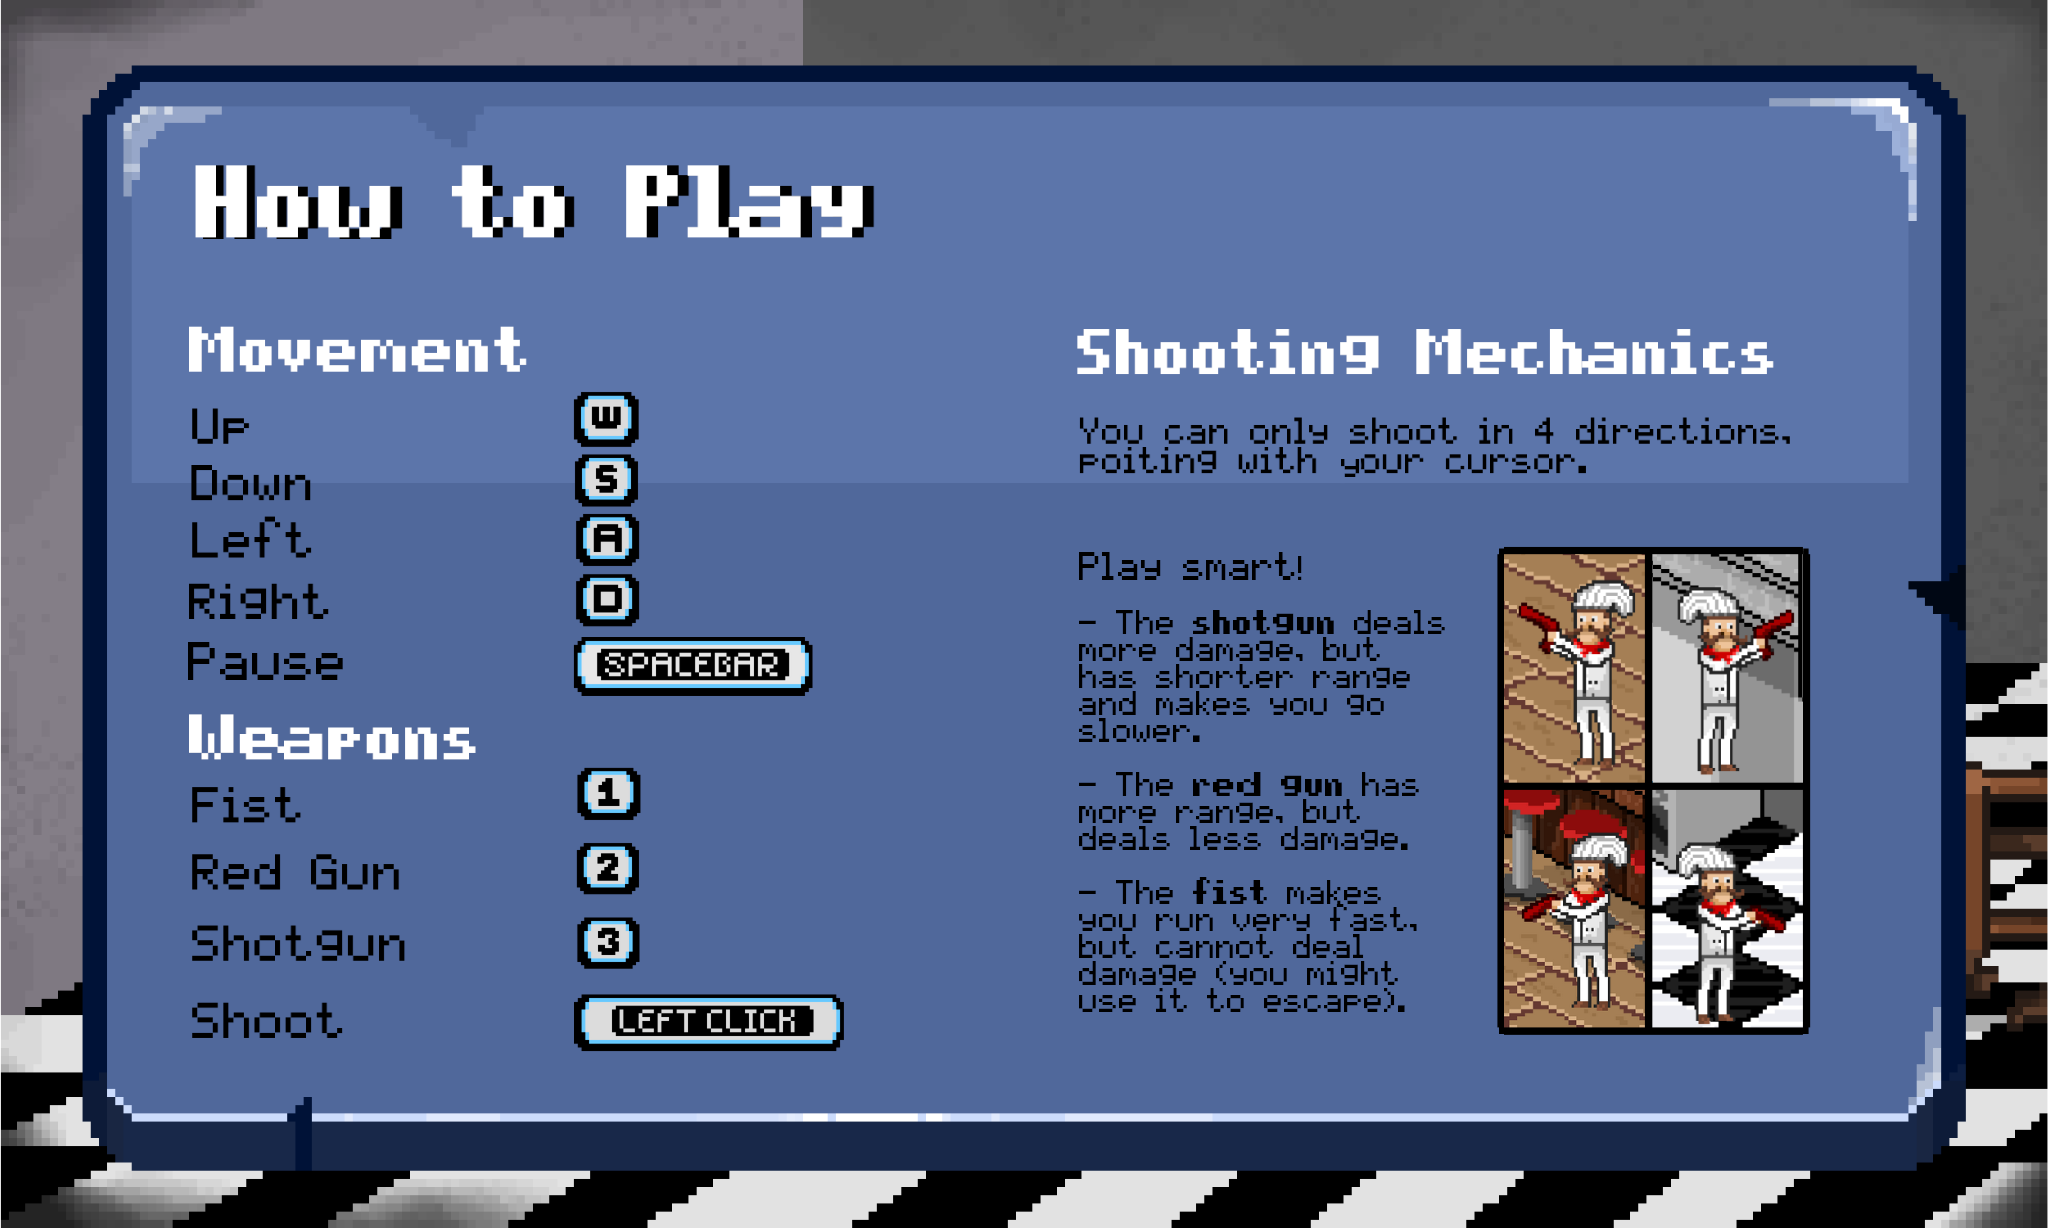 How to Play
Movement
Up W
Down S
Left A
Right D
Pause SPACEBAR
Weapons
Fist 1
Red Gun 2
Shotgun 3
Shoot LEFT CLICK
Shooting Mechanics
You can only shoot in 4 directions,
poiting with your cursor.
Play smart!
- The shotgun deals
more damage, but
has shorter range
and makes you go
slower.
- The red gun has
more range, but
deals less damage.
- The fist makes
you run very fast,
but cannot deal
damage (you might
use it to escape).